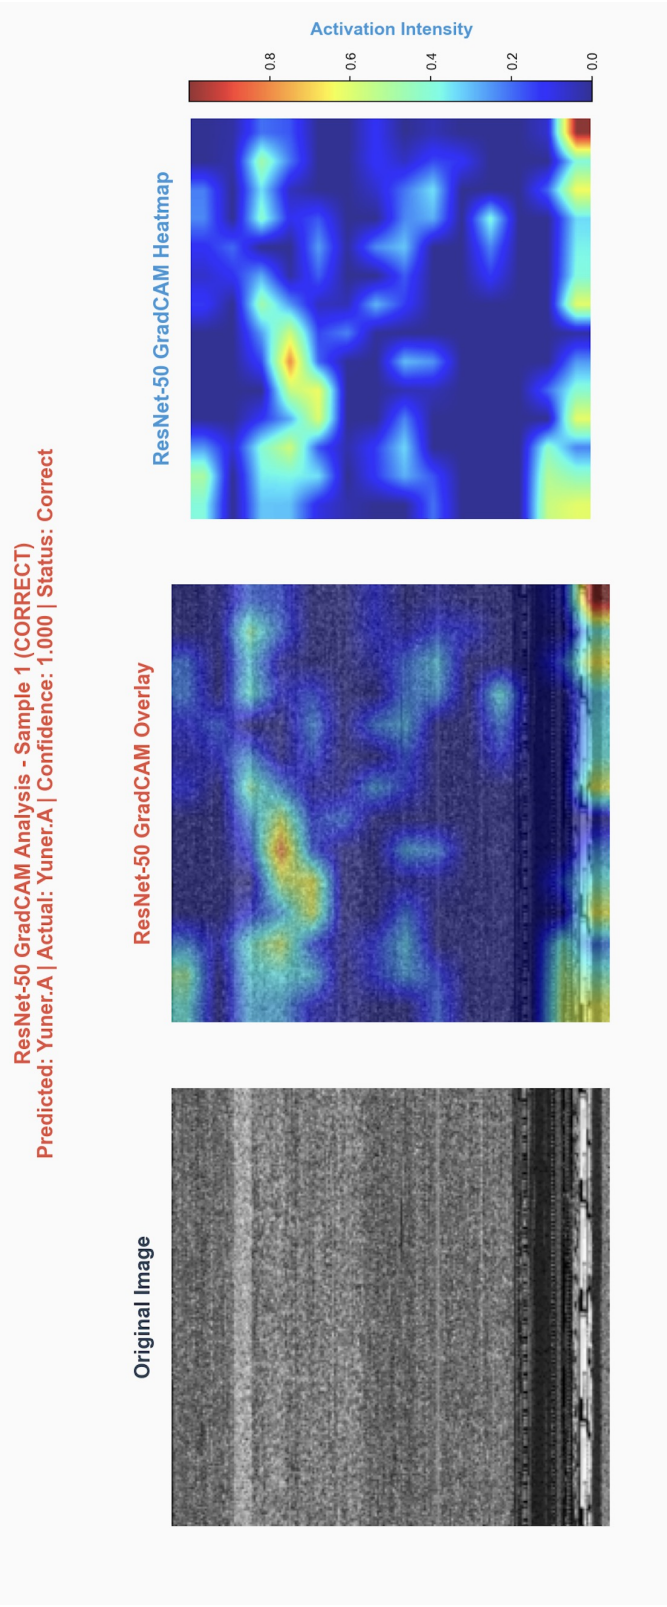 ResNet-50 GradCAM Analysis - Sample 1 (CORRECT)
Predicted: Yuner.A | Actual: Yuner.A | Confidence: 1.000 | Status: Correct
Original Image
ResNet-50 GradCAM Overlay
ResNet-50 GradCAM Heatmap
0.8
0.6
0.4
0.2
0.0
Activation Intensity